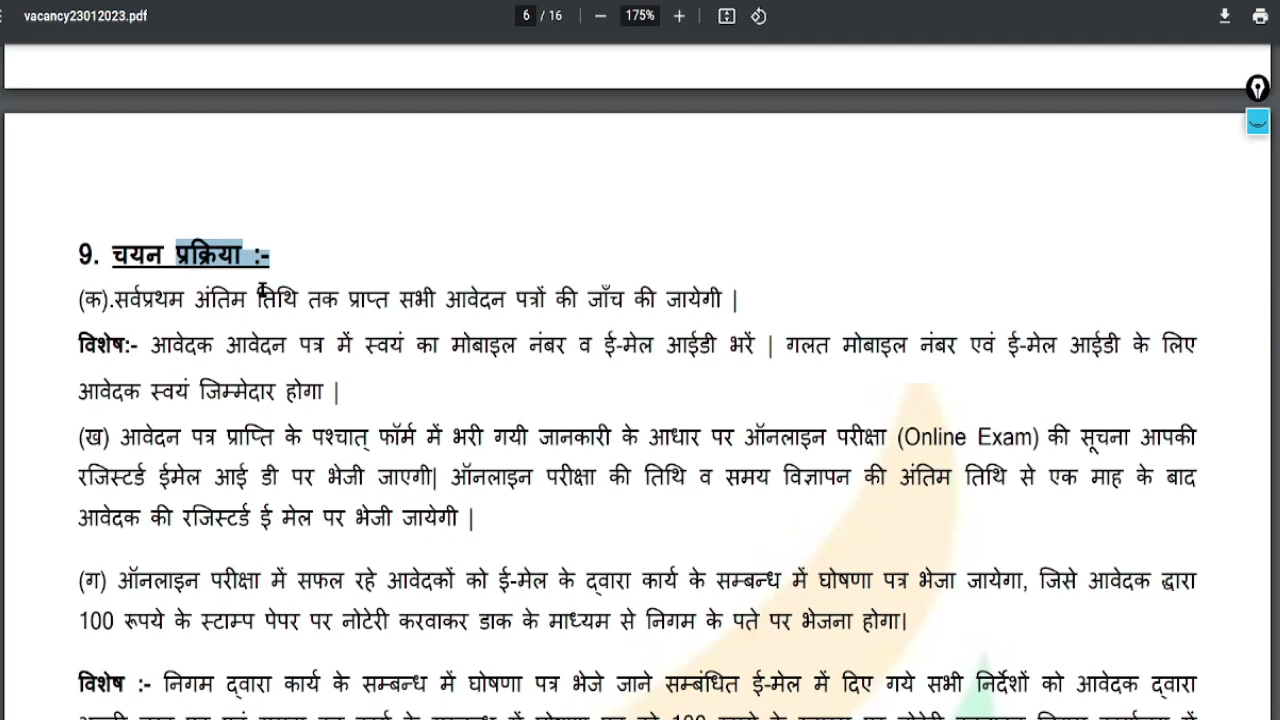 vacancy23012023.pdf
6 / 16
175%
9. चयन प्रक्रिया :-
(क).सर्वप्रथम अंतिम तिथि तक प्राप्त सभी आवेदन पत्रों की जाँच की जायेगी |
विशेष:- आवेदक आवेदन पत्र में स्वयं का मोबाइल नंबर व ई-मेल आईडी भरें | गलत मोबाइल नंबर एवं ई-मेल आईडी के लिए
आवेदक स्वयं जिम्मेदार होगा |
(ख) आवेदन पत्र प्राप्ति के पश्चात् फॉर्म में भरी गयी जानकारी के आधार पर ऑनलाइन परीक्षा (Online Exam) की सूचना आपकी
रजिस्टर्ड ईमेल आई डी पर भेजी जाएगी| ऑनलाइन परीक्षा की तिथि व समय विज्ञापन की अंतिम तिथि से एक माह के बाद
आवेदक की रजिस्टर्ड ई मेल पर भेजी जायेगी |
(ग) ऑनलाइन परीक्षा में सफल रहे आवेदकों को ई-मेल के द्वारा कार्य के सम्बन्ध में घोषणा पत्र भेजा जायेगा, जिसे आवेदक द्वारा
100 रूपये के स्टाम्प पेपर पर नोटेरी करवाकर डाक के माध्यम से निगम के पते पर भेजना होगा।
विशेष :- निगम द्वारा कार्य के सम्बन्ध में घोषणा पत्र भेजे जाने सम्बंधित ई-मेल में दिए गये सभी निर्देशों को आवेदक द्वारा